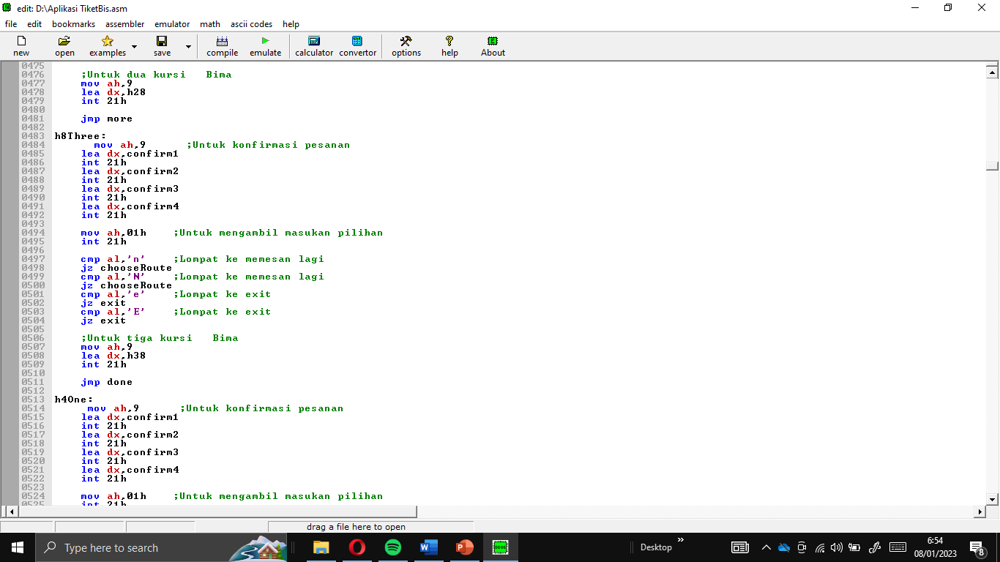 edit: D:\Aplikasi TiketBis.asm
file edit bookmarks assembler emulator math ascii codes help
new open examples save compile emulate calculator convertor options help About
0475
0476 ;Untuk dua kursi   Bima
0477 mov ah,9
0478 lea dx,h28
0479 int 21h
0480
0481 jmp more
0482
0483 h8Three:
0484 mov ah,9 ;Untuk konfirmasi pesanan
0485 lea dx,confirm1
0486 int 21h
0487 lea dx,confirm2
0488 int 21h
0489 lea dx,confirm3
0490 int 21h
0491 lea dx,confirm4
0492 int 21h
0493
0494 mov ah,01h ;Untuk mengambil masukan pilihan
0495 int 21h
0496
0497 cmp al,'n' ;Lompat ke memesan lagi
0498 jz chooseRoute
0499 cmp al,'N' ;Lompat ke memesan lagi
0500 jz chooseRoute
0501 cmp al,'e' ;Lompat ke exit
0502 jz exit
0503 cmp al,'E' ;Lompat ke exit
0504 jz exit
0505
0506 ;Untuk tiga kursi   Bima
0507 mov ah,9
0508 lea dx,h38
0509 int 21h
0510
0511 jmp done
0512
0513 h4One:
0514 mov ah,9 ;Untuk konfirmasi pesanan
0515 lea dx,confirm1
0516 int 21h
0517 lea dx,confirm2
0518 int 21h
0519 lea dx,confirm3
0520 int 21h
0521 lea dx,confirm4
0522 int 21h
0523
0524 mov ah,01h ;Untuk mengambil masukan pilihan
0525 int 21h
drag a file here to open
Type here to search
Desktop
6:54
08/01/2023
8